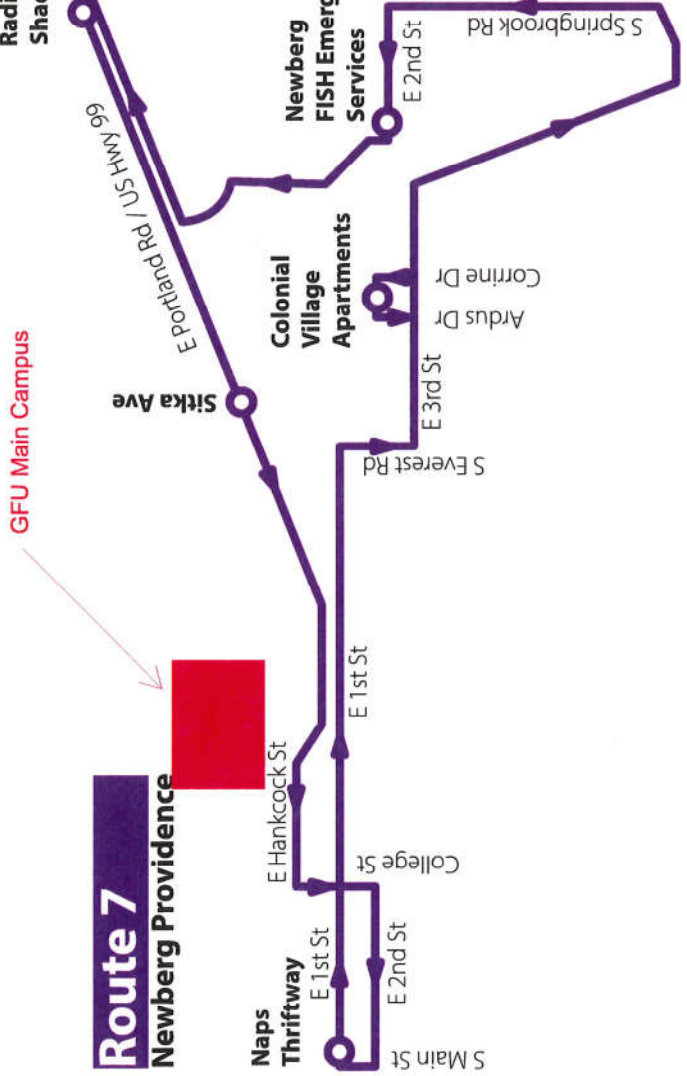 Route 7
Newberg Providence
GFU Main Campus
Naps
Thriftway
E 1st St
E 2nd St
S Main St
College St
E Hankcock St
E 1st St
Sitka Ave
E Portland Rd / US Hwy 99
S Everest Rd
E 3rd St
Colonial
Village
Apartments
Ardus Dr
Corrine Dr
Newberg
FISH Emerg
Services
E 2nd St
S Springbrook Rd
Radi
Shac